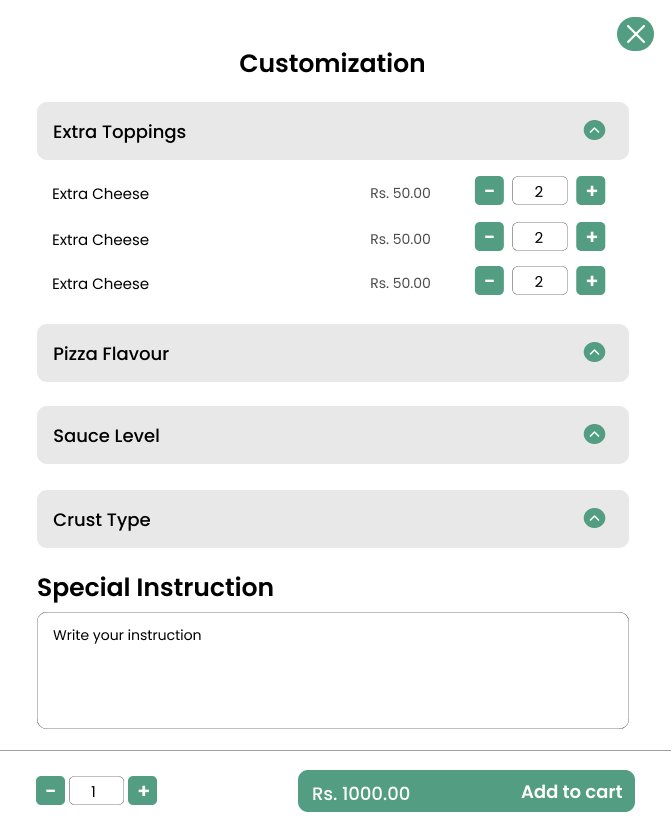 Customization
Extra Toppings
Extra Cheese Rs. 50.00 - 2 +
Extra Cheese Rs. 50.00 - 2 +
Extra Cheese Rs. 50.00 - 2 +
Pizza Flavour
Sauce Level
Crust Type
Special Instruction
Write your instruction
- 1 + Rs. 1000.00 Add to cart